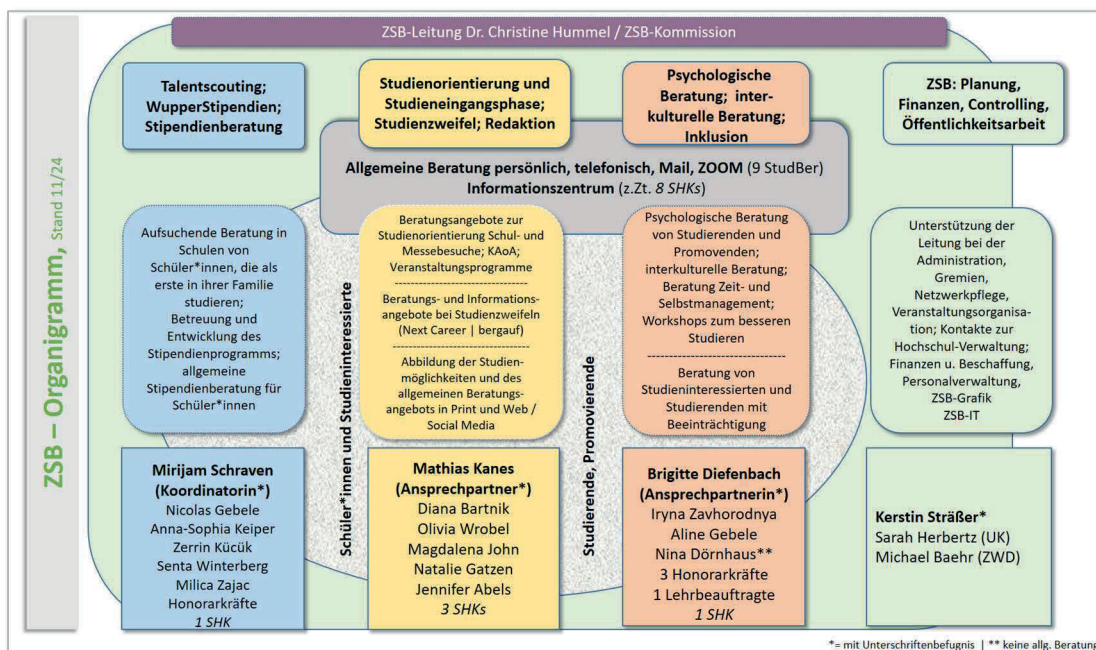 ZSB-Leitung Dr. Christine Hummel / ZSB-Kommission
ZSB – Organigramm, Stand 11/24
Talentscouting;
WupperStipendien;
Stipendienberatung
Studienorientierung und
Studieneingangsphase;
Studienzweifel; Redaktion
Psychologische
Beratung; inter-
kulturelle Beratung;
Inklusion
ZSB: Planung,
Finanzen, Controlling,
Öffentlichkeitsarbeit
Allgemeine Beratung persönlich, telefonisch, Mail, ZOOM (9 StudBer)
Informationszentrum (z.Zt. 8 SHKs)
Aufsuchende Beratung in
Schulen von
Schüler*innen, die als
erste in ihrer Familie
studieren;
Betreuung und
Entwicklung des
Stipendienprogramms;
allgemeine
Stipendienberatung für
Schüler*innen
Schüler*innen und Studieninteressierte
Beratungsangebote zur
Studienorientierung Schul- und
Messebesuche; KAoA;
Veranstaltungsprogramme
--------------------------------
Beratungs- und Informations-
angebote bei Studienzweifeln
(Next Career | bergauf)
--------------------------------
Abbildung der Studien-
möglichkeiten und des
allgemeinen Beratungs-
angebots in Print und Web /
Social Media
Studierende, Promovierende
Psychologische Beratung
von Studierenden und
Promovenden;
interkulturelle Beratung;
Beratung Zeit- und
Selbstmanagement;
Workshops zum besseren
Studieren
--------------------------------
Beratung von
Studieninteressierten und
Studierenden mit
Beeinträchtigung
Unterstützung der
Leitung bei der
Administration,
Gremien,
Netzwerkpflege,
Veranstaltungsorganisa-
tion; Kontakte zur
Hochschul-Verwaltung;
Finanzen u. Beschaffung,
Personalverwaltung,
ZSB-Grafik
ZSB-IT
Mirijam Schraven
(Koordinatorin*)
Nicolas Gebele
Anna-Sophia Keiper
Zerrin Kücük
Senta Winterberg
Milica Zajac
Honorarkräfte
1 SHK
Mathias Kanes
(Ansprechpartner*)
Diana Bartnik
Olivia Wrobel
Magdalena John
Natalie Gatzen
Jennifer Abels
3 SHKs
Brigitte Diefenbach
(Ansprechpartnerin*)
Iryna Zavhorodnya
Aline Gebele
Nina Dörnhaus**
3 Honorarkräfte
1 Lehrbeauftragte
1 SHK
Kerstin Sträßer*
Sarah Herbertz (UK)
Michael Baehr (ZWD)
*= mit Unterschriftenbefugnis | ** keine allg. Beratung